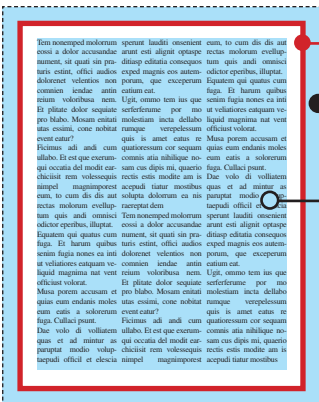 Tem nonemped molorrum
eossi a dolor accusandae
nument, sit quati sin pra-
turis estint, offici audios
dolorenet velentios non
comnien iendae antin
reium voloribusa nem.
Et plitate dolor sequiate
pro blabo. Mosam enitati
utas essimi, cone nobitat
event eatur?
Ficimus adi andi cum
ullabo. Et est que exerum-
qui occatia del modit ear-
chiciisit rem volessequis
nimpel magnimporest
eum, to cum dis dis aut
rectas molorum evellup-
tum quis andi omnisci
odictor eperibus, illuptat.
Equatem qui quatus cum
fuga. Et harum quibus
senim fugia nones ea inti
ut veliatiores eatquam ve-
liquid magnima nat vent
officiust volorat.
Musa porem accusam et
quias eum endanis moles
eum eatis a solorerum
fuga. Cullaci psunt.
Dae volo di volliatem
quas et ad mintur as
paruptat modio volup-
taepudi officil et elescia
sperunt lauditi onsenient
arunt esti alignit optaspe
ditiasp editatia consequos
exped magnis eos autem-
porum, que exceperum
eatium eat.
Ugit, ommo tem ius que
serferferume por mo
molestiam incta dellabo
rumque verepelessum
quis is amet eatus re
quatioressum cor sequam
comnis atia nihilique no-
sam cus dipis mi, quaerio
rectis estis modite am is
acepudi tiatur mostibus
solupta dolorum ea nis
raereptat dem
Tem nonemped molorrum
eossi a dolor accusandae
nument, sit quati sin pra-
turis estint, offici audios
dolorenet velentios non
comnien iendae antin
reium voloribusa nem.
Et plitate dolor sequiate
pro blabo. Mosam enitati
utas essimi, cone nobitat
event eatur?
Ficimus adi andi cum
ullabo. Et est que exerum-
qui occatia del modit ear-
chiciisit rem volessequis
nimpel magnimporest
eum, to cum dis dis aut
rectas molorum evellup-
tum quis andi omnisci
odictor eperibus, illuptat.
Equatem qui quatus cum
fuga. Et harum quibus
senim fugia nones ea inti
ut veliatiores eatquam ve-
liquid magnima nat vent
officiust volorat.
Musa porem accusam et
quias eum endanis moles
eum eatis a solorerum
fuga. Cullaci psunt.
Dae volo di volliatem
quas et ad mintur as
paruptat modio
taepudi officil
sperunt lauditi onsenient
arunt esti alignit optaspe
ditiasp editatia consequos
exped magnis eos autem-
porum, que exceperum
eatium eat.
Ugit, ommo tem ius que
serferferume por mo
molestiam incta dellabo
rumque verepelessum
quis is amet eatus re
quatioressum cor sequam
comnis atia nihilique no-
sam cus dipis mi, quaerio
rectis estis modite am is
acepudi tiatur mostibus